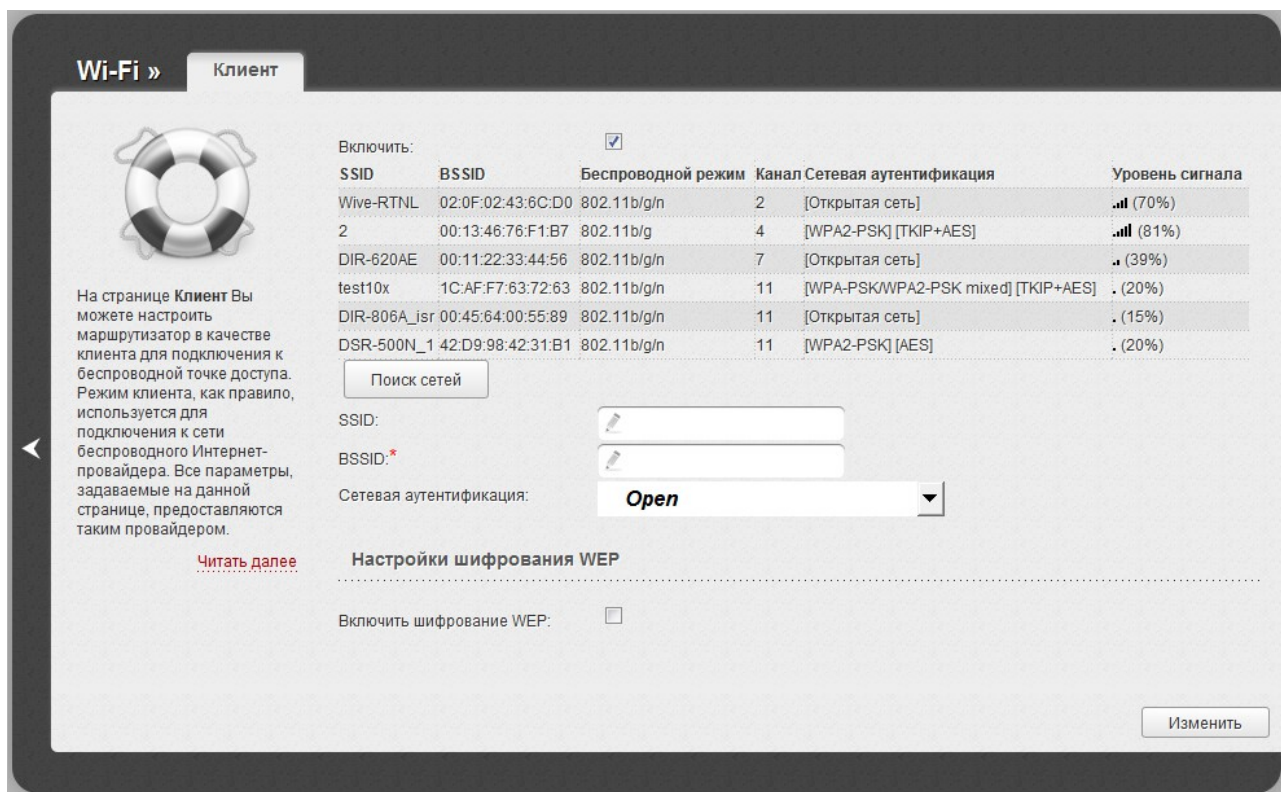 Wi-Fi » Клиент
Включить:
SSID BSSID Беспроводной режим Канал Сетевая аутентификация Уровень сигнала
Wive-RTNL 02:0F:02:43:6C:D0 802.11b/g/n 2 [Открытая сеть] (70%)
2 00:13:46:76:F1:B7 802.11b/g 4 [WPA2-PSK] [TKIP+AES] (81%)
DIR-620AE 00:11:22:33:44:56 802.11b/g/n 7 [Открытая сеть] (39%)
test10x 1C:AF:F7:63:72:63 802.11b/g/n 11 [WPA-PSK/WPA2-PSK mixed] [TKIP+AES] (20%)
DIR-806A_isr 00:45:64:00:55:89 802.11b/g/n 11 [Открытая сеть] (15%)
DSR-500N_1 42:D9:98:42:31:B1 802.11b/g/n 11 [WPA2-PSK] [AES] (20%)
Поиск сетей
SSID:
BSSID:*
Сетевая аутентификация: Open
Настройки шифрования WEP
Включить шифрование WEP:
Изменить
На странице Клиент Вы
можете настроить
маршрутизатор в качестве
клиента для подключения к
беспроводной точке доступа.
Режим клиента, как правило,
используется для
подключения к сети
беспроводного Интернет-
провайдера. Все параметры,
задаваемые на данной
странице, предоставляются
таким провайдером.
Читать далее